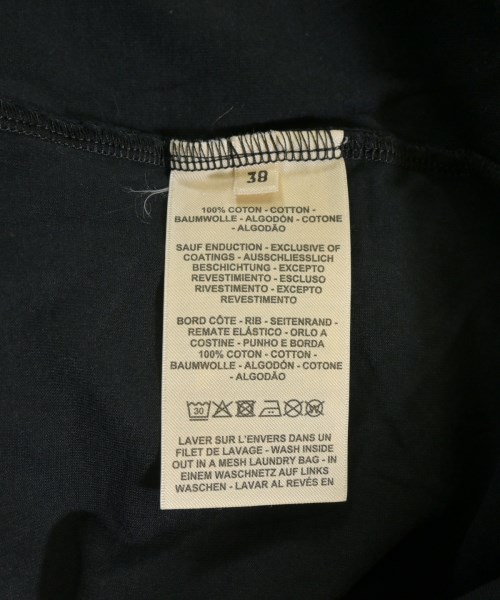 38
100% COTON - COTTON -
BAUMWOLLE - ALGODÓN - COTONE
- ALGODÃO
SAUF ENDUCTION - EXCLUSIVE OF
COATINGS - AUSSCHLIESSLICH
BESCHICHTUNG - EXCEPTO
REVESTIMIENTO - ESCLUSO
RIVESTIMENTO - EXCEPTO
REVESTIMENTO
BORD CÔTE - RIB - SEITENRAND -
REMATE ELÁSTICO - ORLO A
COSTINE - PUNHO E BORDA
100% COTON - COTTON -
BAUMWOLLE - ALGODÓN - COTONE
- ALGODÃO
30
LAVER SUR L'ENVERS DANS UN
FILET DE LAVAGE - WASH INSIDE
OUT IN A MESH LAUNDRY BAG - IN
EINEM WASCHNETZ AUF LINKS
WASCHEN - LAVAR AL REVÉS EN